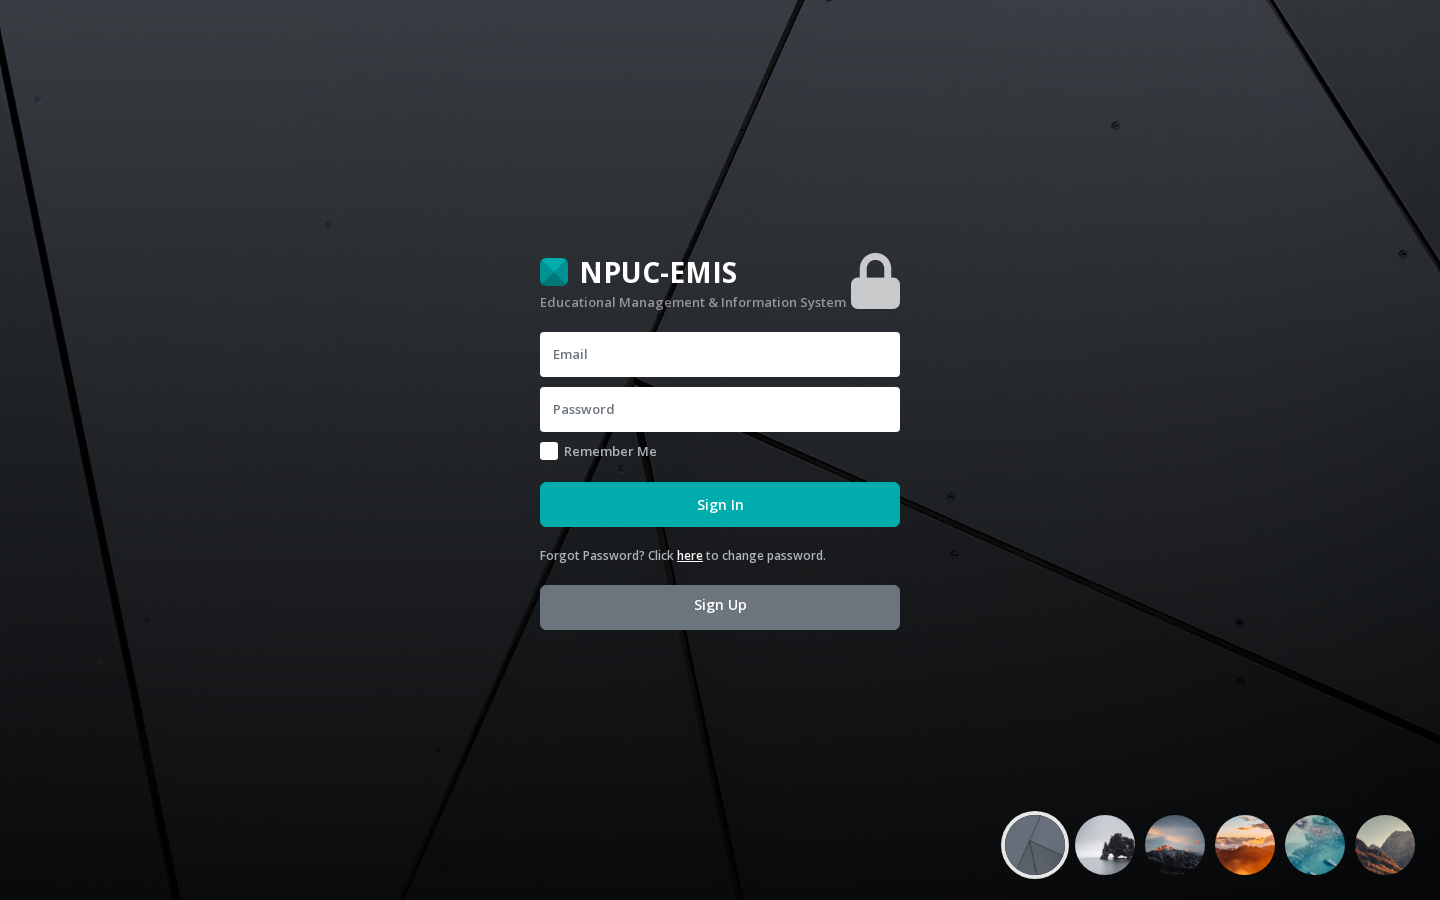 NPUC-EMIS
Educational Management & Information System
Email
Password
Remember Me
Sign In
Forgot Password? Click here to change password.
Sign Up